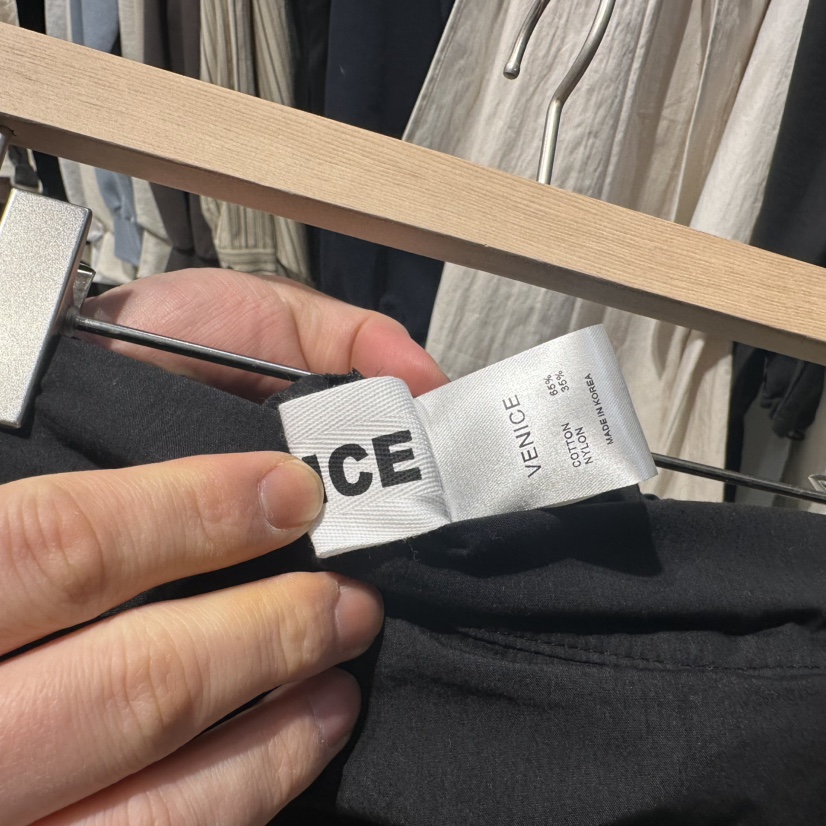 ICE
VENICE
COTTON 65%
NYLON 35%
MADE IN KOREA